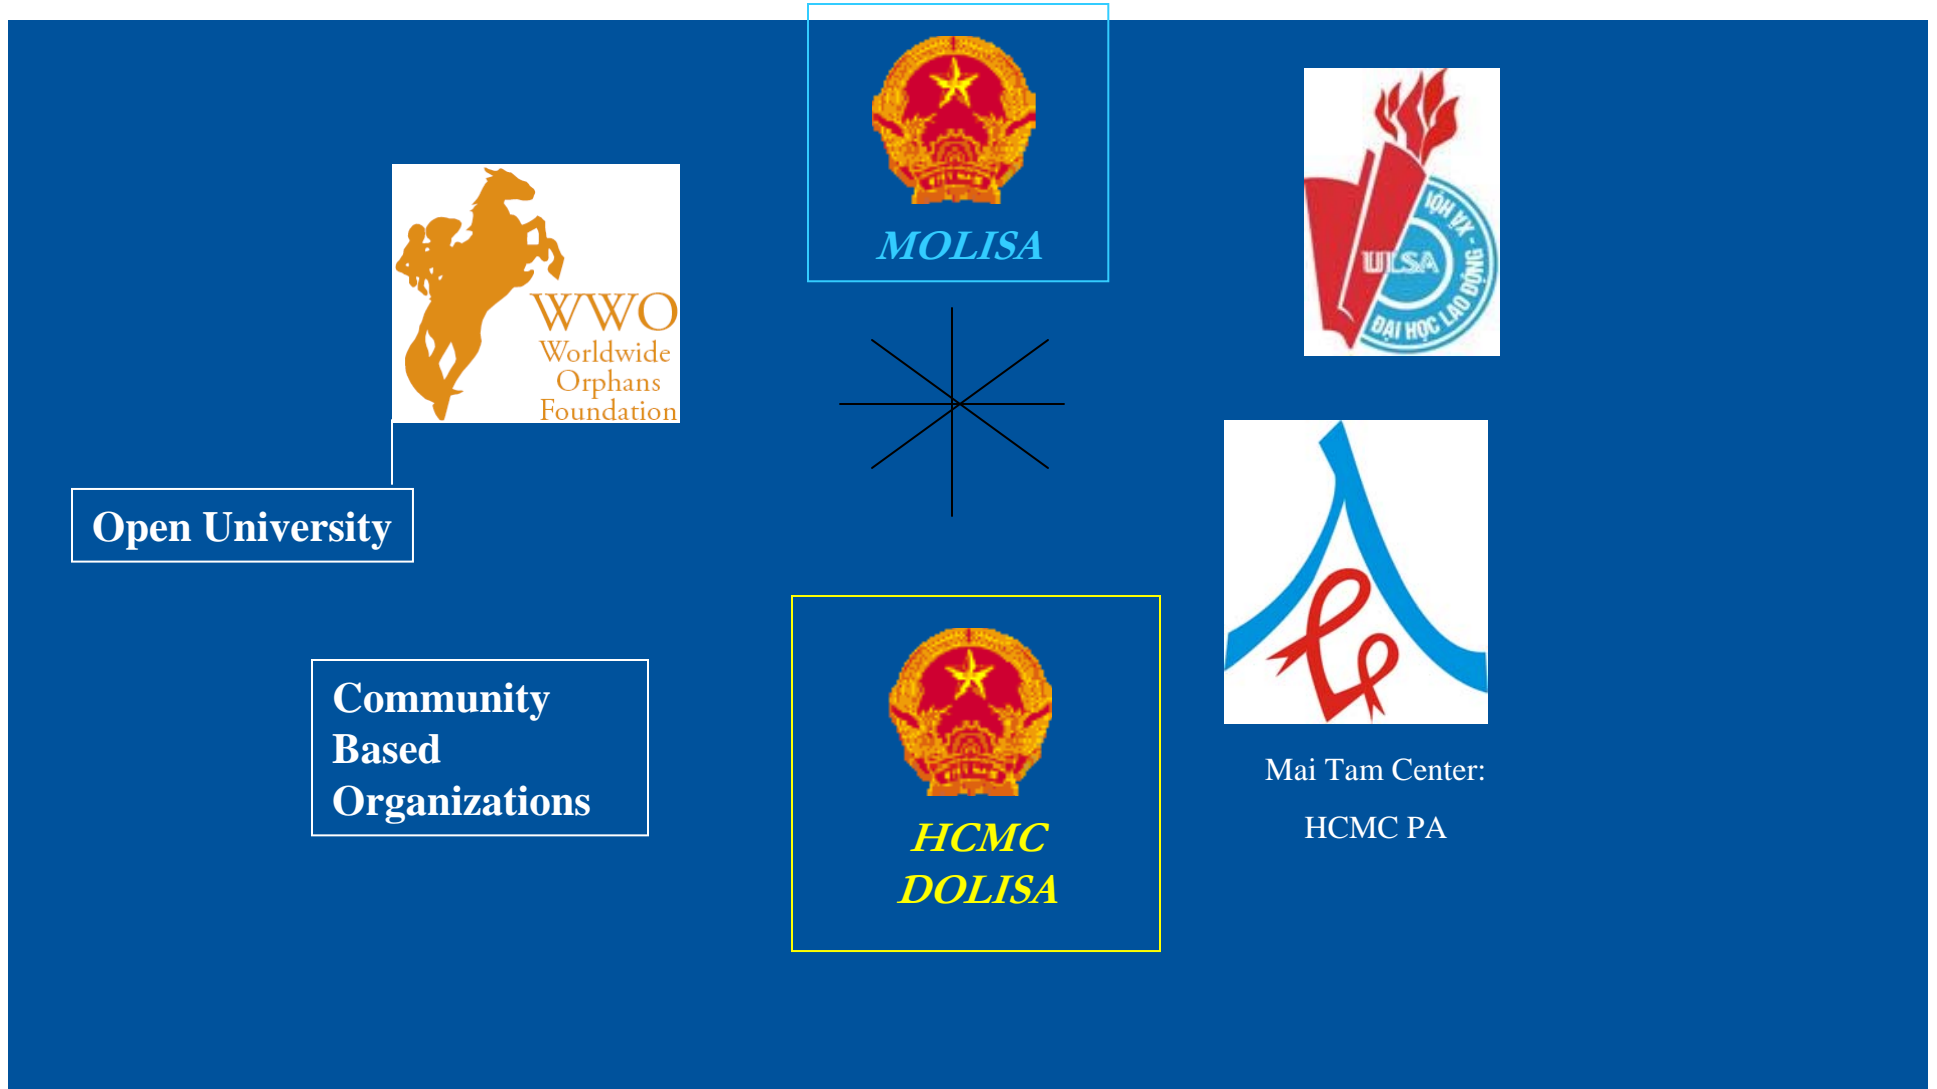 MOLISA
WWO
Worldwide
Orphans
Foundation
ULSA
ĐẠI HỌC LAO ĐỘNG - XÃ HỘI
Open University
Community
Based
Organizations
HCMC
DOLISA
Mai Tam Center:
HCMC PA